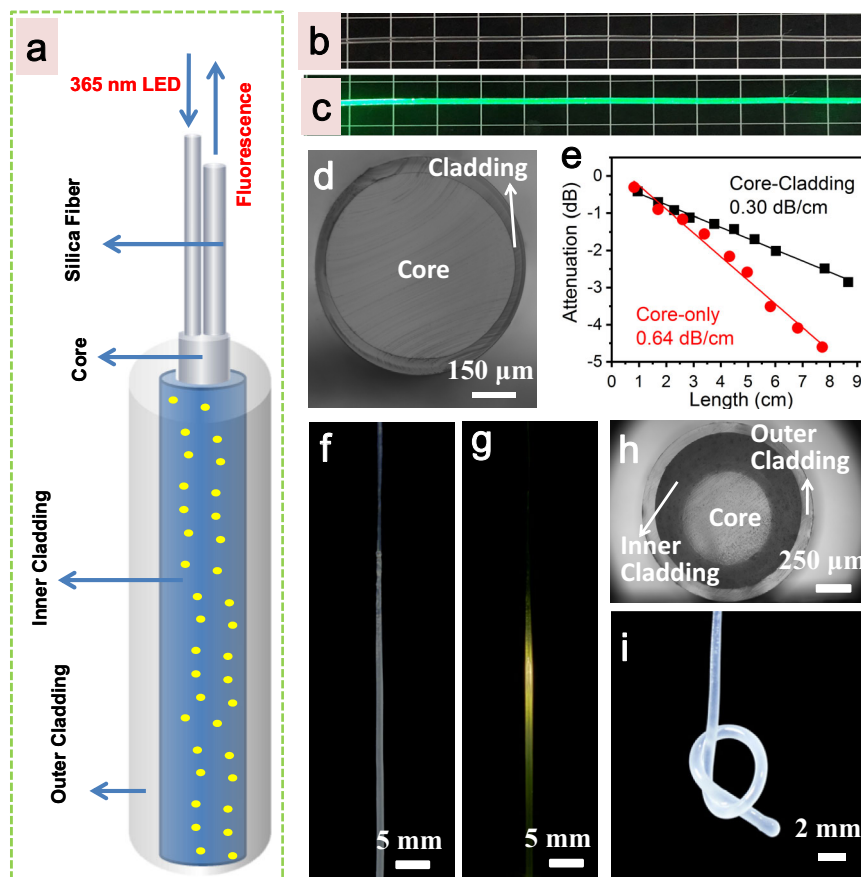 a
365 nm LED
Fluorescence
Silica Fiber
Core
Inner Cladding
Outer Cladding
b
c
d
Cladding
Core
150 μm
e
0
-1
-2
-3
-4
-5
Attenuation (dB)
Core-Cladding
0.30 dB/cm
Core-only
0.64 dB/cm
0 1 2 3 4 5 6 7 8 9
Length (cm)
f
5 mm
g
5 mm
h
Outer
Cladding
Core
Inner
Cladding
250 μm
i
2 mm